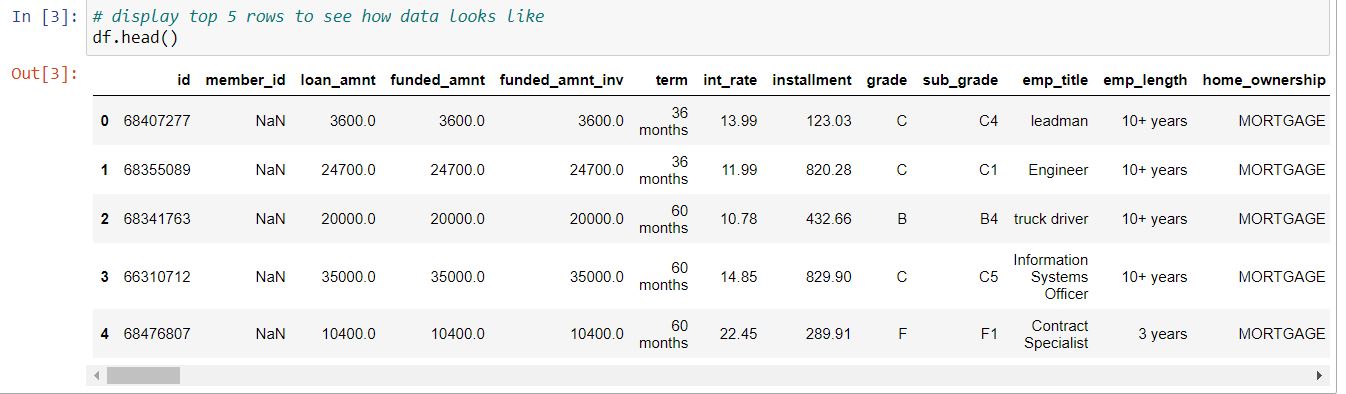 In [3]: # display top 5 rows to see how data looks like
df.head()
Out[3]:
id member_id loan_amnt funded_amnt funded_amnt_inv term int_rate installment grade sub_grade emp_title emp_length home_ownership
0 68407277 NaN 3600.0 3600.0 3600.0 36 months 13.99 123.03 C C4 leadman 10+ years MORTGAGE
1 68355089 NaN 24700.0 24700.0 24700.0 36 months 11.99 820.28 C C1 Engineer 10+ years MORTGAGE
2 68341763 NaN 20000.0 20000.0 20000.0 60 months 10.78 432.66 B B4 truck driver 10+ years MORTGAGE
3 66310712 NaN 35000.0 35000.0 35000.0 60 months 14.85 829.90 C C5 Information Systems Officer 10+ years MORTGAGE
4 68476807 NaN 10400.0 10400.0 10400.0 60 months 22.45 289.91 F F1 Contract Specialist 3 years MORTGAGE